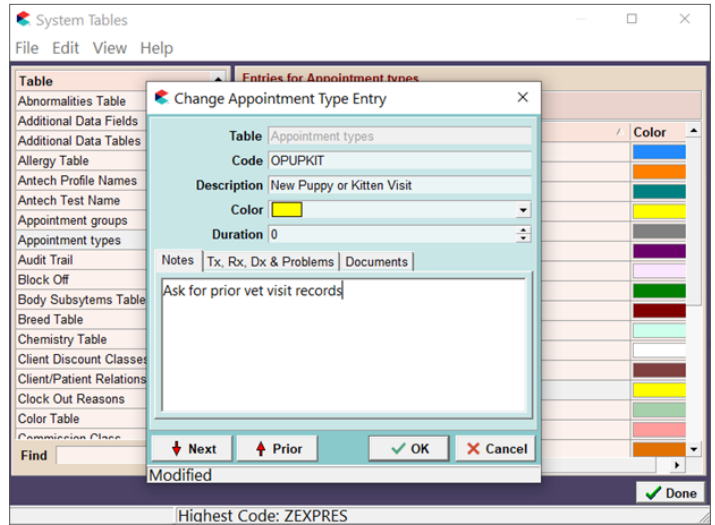 System Tables
File Edit View Help
Table
Entries for Appointment types
Abnormalities Table
Additional Data Fields
Additional Data Tables
Allergy Table
Antech Profile Names
Antech Test Name
Appointment groups
Appointment types
Audit Trail
Block Off
Body Subsytems Table
Breed Table
Chemistry Table
Client Discount Classes
Client/Patient Relations
Clock Out Reasons
Color Table
Commission Class
Find
Color
Change Appointment Type Entry
Table Appointment types
Code OPUPKIT
Description New Puppy or Kitten Visit
Color
Duration 0
Notes Tx, Rx, Dx & Problems Documents
Ask for prior vet visit records
Next Prior OK Cancel
Modified
Done
Highest Code: ZEXPRES